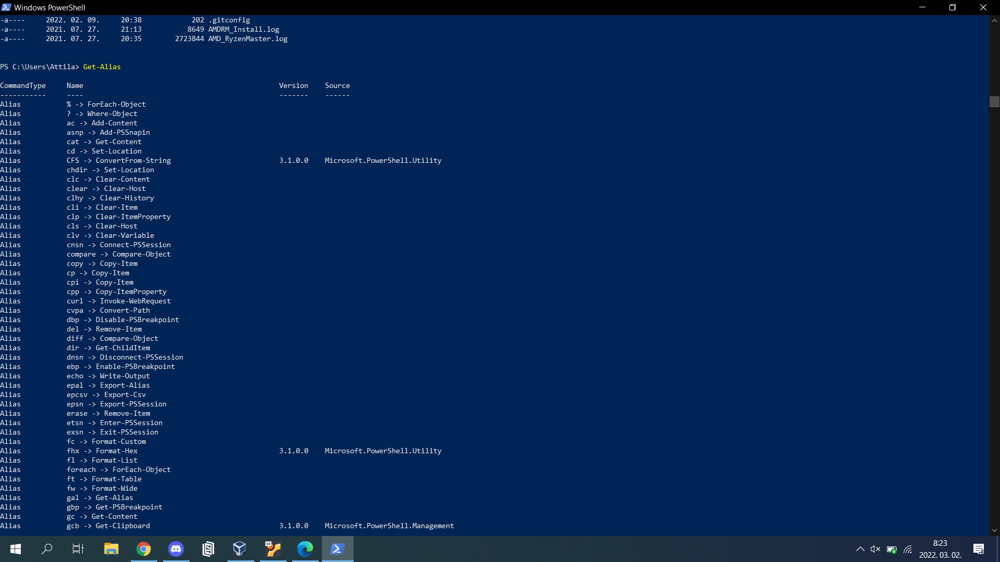 Windows PowerShell
-a---- 2022. 02. 09. 20:38 202 .gitconfig
-a---- 2021. 07. 27. 21:13 8649 AMDRM_Install.log
-a---- 2021. 07. 27. 20:35 2723844 AMD_RyzenMaster.log
PS C:\Users\Attila> Get-Alias
CommandType Name Version Source
----------- ---- ------- ------
Alias % -> ForEach-Object
Alias ? -> Where-Object
Alias ac -> Add-Content
Alias asnp -> Add-PSSnapin
Alias cat -> Get-Content
Alias cd -> Set-Location
Alias CFS -> ConvertFrom-String 3.1.0.0 Microsoft.PowerShell.Utility
Alias chdir -> Set-Location
Alias clc -> Clear-Content
Alias clear -> Clear-Host
Alias clhy -> Clear-History
Alias cli -> Clear-Item
Alias clp -> Clear-ItemProperty
Alias cls -> Clear-Host
Alias clv -> Clear-Variable
Alias cnsn -> Connect-PSSession
Alias compare -> Compare-Object
Alias copy -> Copy-Item
Alias cp -> Copy-Item
Alias cpi -> Copy-Item
Alias cpp -> Copy-ItemProperty
Alias curl -> Invoke-WebRequest
Alias cvpa -> Convert-Path
Alias dbp -> Disable-PSBreakpoint
Alias del -> Remove-Item
Alias diff -> Compare-Object
Alias dir -> Get-ChildItem
Alias dnsn -> Disconnect-PSSession
Alias ebp -> Enable-PSBreakpoint
Alias echo -> Write-Output
Alias epal -> Export-Alias
Alias epcsv -> Export-Csv
Alias epsn -> Export-PSSession
Alias erase -> Remove-Item
Alias etsn -> Enter-PSSession
Alias exsn -> Exit-PSSession
Alias fc -> Format-Custom
Alias fhx -> Format-Hex 3.1.0.0 Microsoft.PowerShell.Utility
Alias fl -> Format-List
Alias foreach -> ForEach-Object
Alias ft -> Format-Table
Alias fw -> Format-Wide
Alias gal -> Get-Alias
Alias gbp -> Get-PSBreakpoint
Alias gc -> Get-Content
Alias gcb -> Get-Clipboard 3.1.0.0 Microsoft.PowerShell.Management
64
8:23
2022. 03. 02.